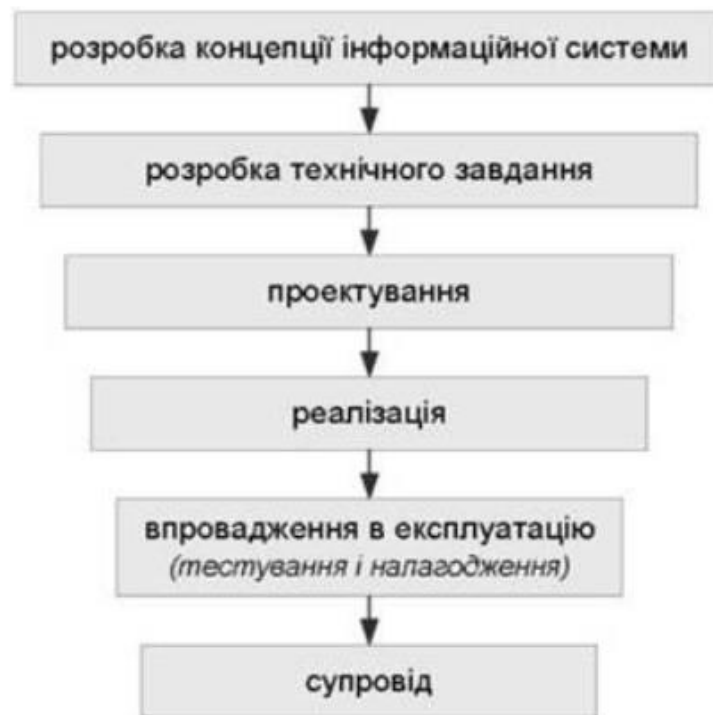 розробка концепції інформаційної системи
розробка технічного завдання
проектування
реалізація
впровадження в експлуатацію
(тестування і налагодження)
супровід